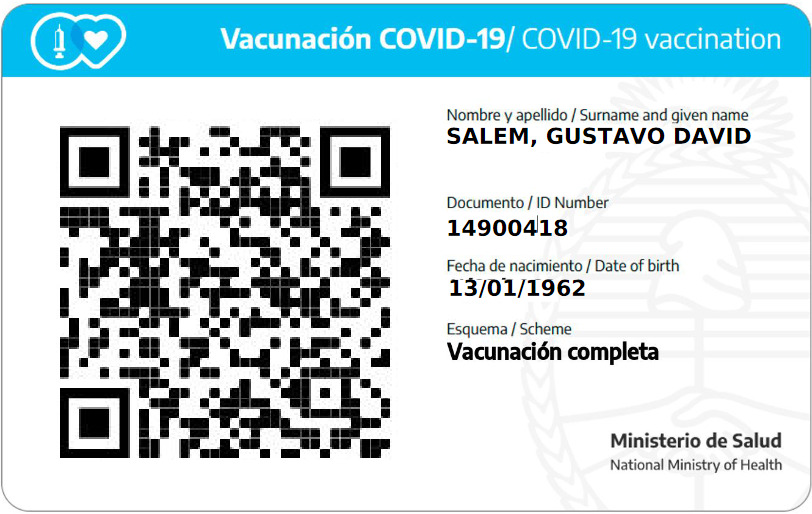 Vacunación COVID-19/ COVID-19 vaccination
Nombre y apellido / Surname and given name
SALEM, GUSTAVO DAVID
Documento / ID Number
14900418
Fecha de nacimiento / Date of birth
13/01/1962
Esquema / Scheme
Vacunación completa
Ministerio de Salud
National Ministry of Health